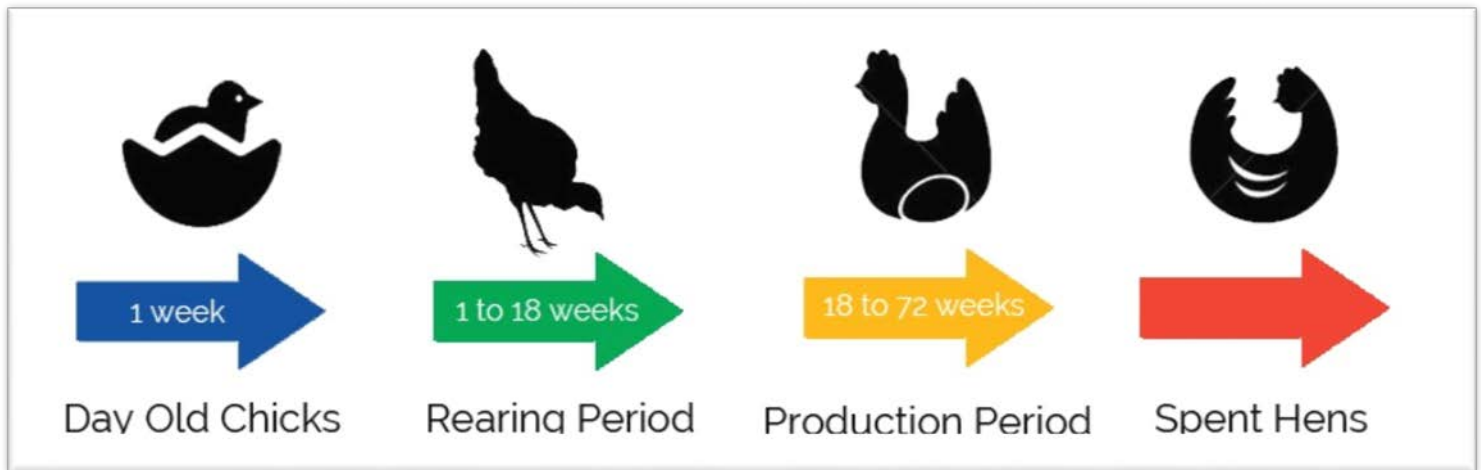 1 week
1 to 18 weeks
18 to 72 weeks
Day Old Chicks
Rearing Period
Production Period
Spent Hens